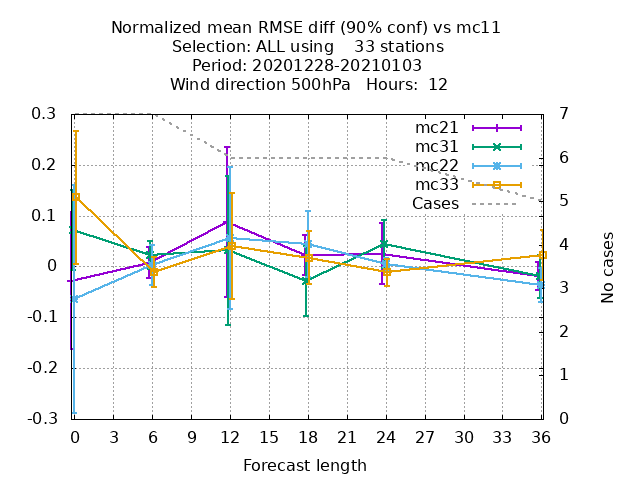 Normalized mean RMSE diff (90% conf) vs mc11
Selection: ALL using    33 stations
Period: 20201228-20210103
Wind direction 500hPa   Hours:  12
0.3
0.2
0.1
0
-0.1
-0.2
-0.3
7
6
5
4
3
2
1
0
mc21
mc31
mc22
mc33
Cases
No cases
0 3 6 9 12 15 18 21 24 27 30 33 36
Forecast length